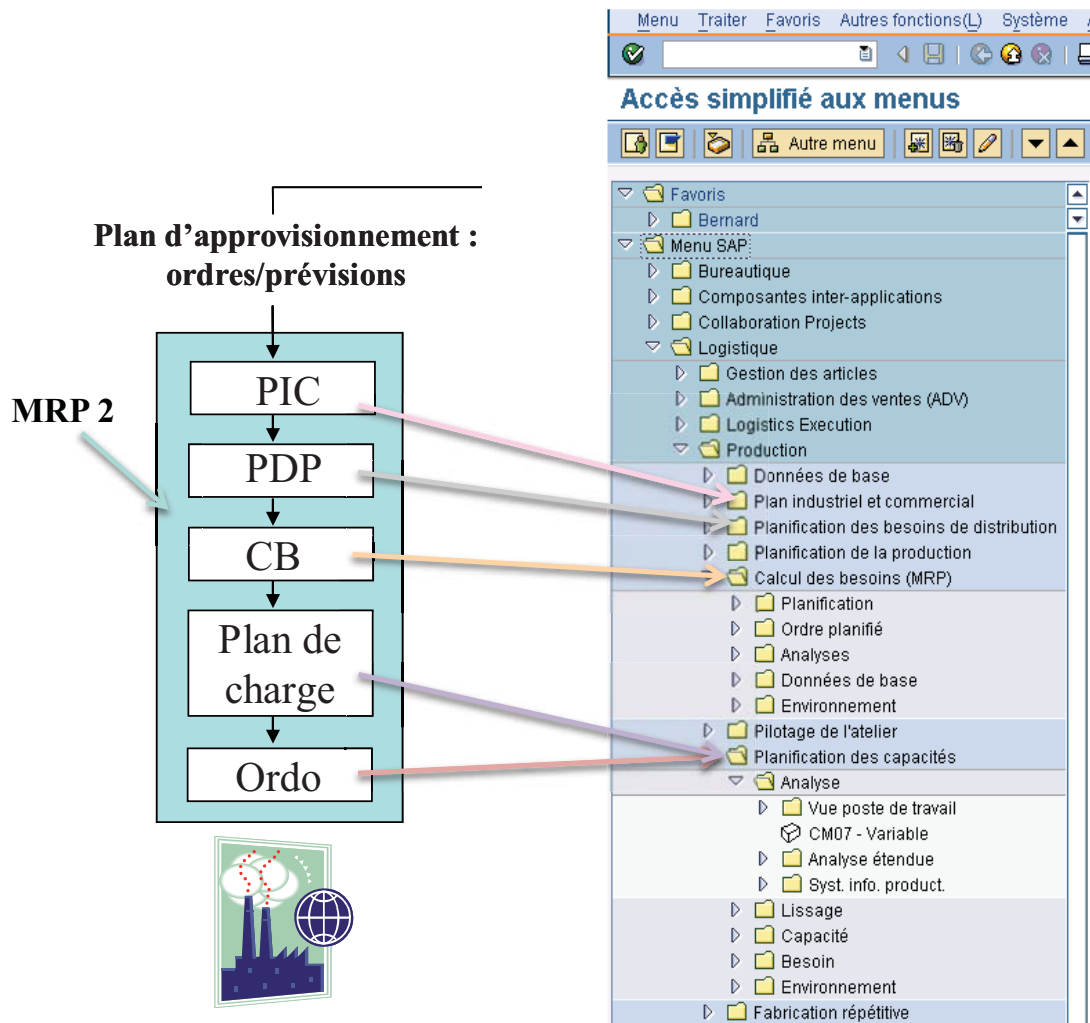 Menu Traiter Favoris Autres fonctions(L) Système
Accès simplifié aux menus
Autre menu
Plan d'approvisionnement :
ordres/prévisions
MRP 2
PIC
PDP
CB
Plan de
charge
Ordo
Favoris
Bernard
Menu SAP
Bureautique
Composantes inter-applications
Collaboration Projects
Logistique
Gestion des articles
Administration des ventes (ADV)
Logistics Execution
Production
Données de base
Plan industriel et commercial
Planification des besoins de distribution
Planification de la production
Calcul des besoins (MRP)
Planification
Ordre planifié
Analyses
Données de base
Environnement
Pilotage de l'atelier
Planification des capacités
Analyse
Vue poste de travail
CM07 - Variable
Analyse étendue
Syst. info. product.
Lissage
Capacité
Besoin
Environnement
Fabrication répétitive